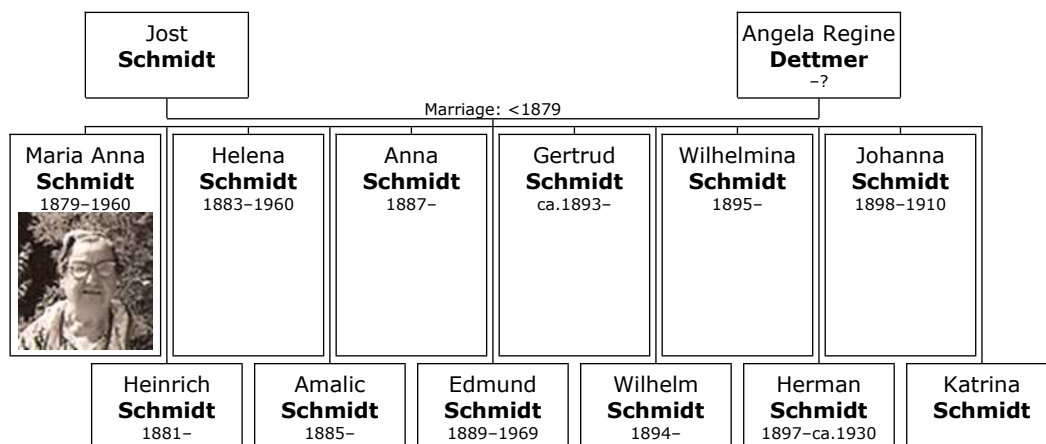 Jost
Schmidt
Angela Regine
Dettmer
–?
Marriage: <1879
Maria Anna
Schmidt
1879–1960
Helena
Schmidt
1883–1960
Anna
Schmidt
1887–
Gertrud
Schmidt
ca.1893–
Wilhelmina
Schmidt
1895–
Johanna
Schmidt
1898–1910
Heinrich
Schmidt
1881–
Amalic
Schmidt
1885–
Edmund
Schmidt
1889–1969
Wilhelm
Schmidt
1894–
Herman
Schmidt
1897–ca.1930
Katrina
Schmidt